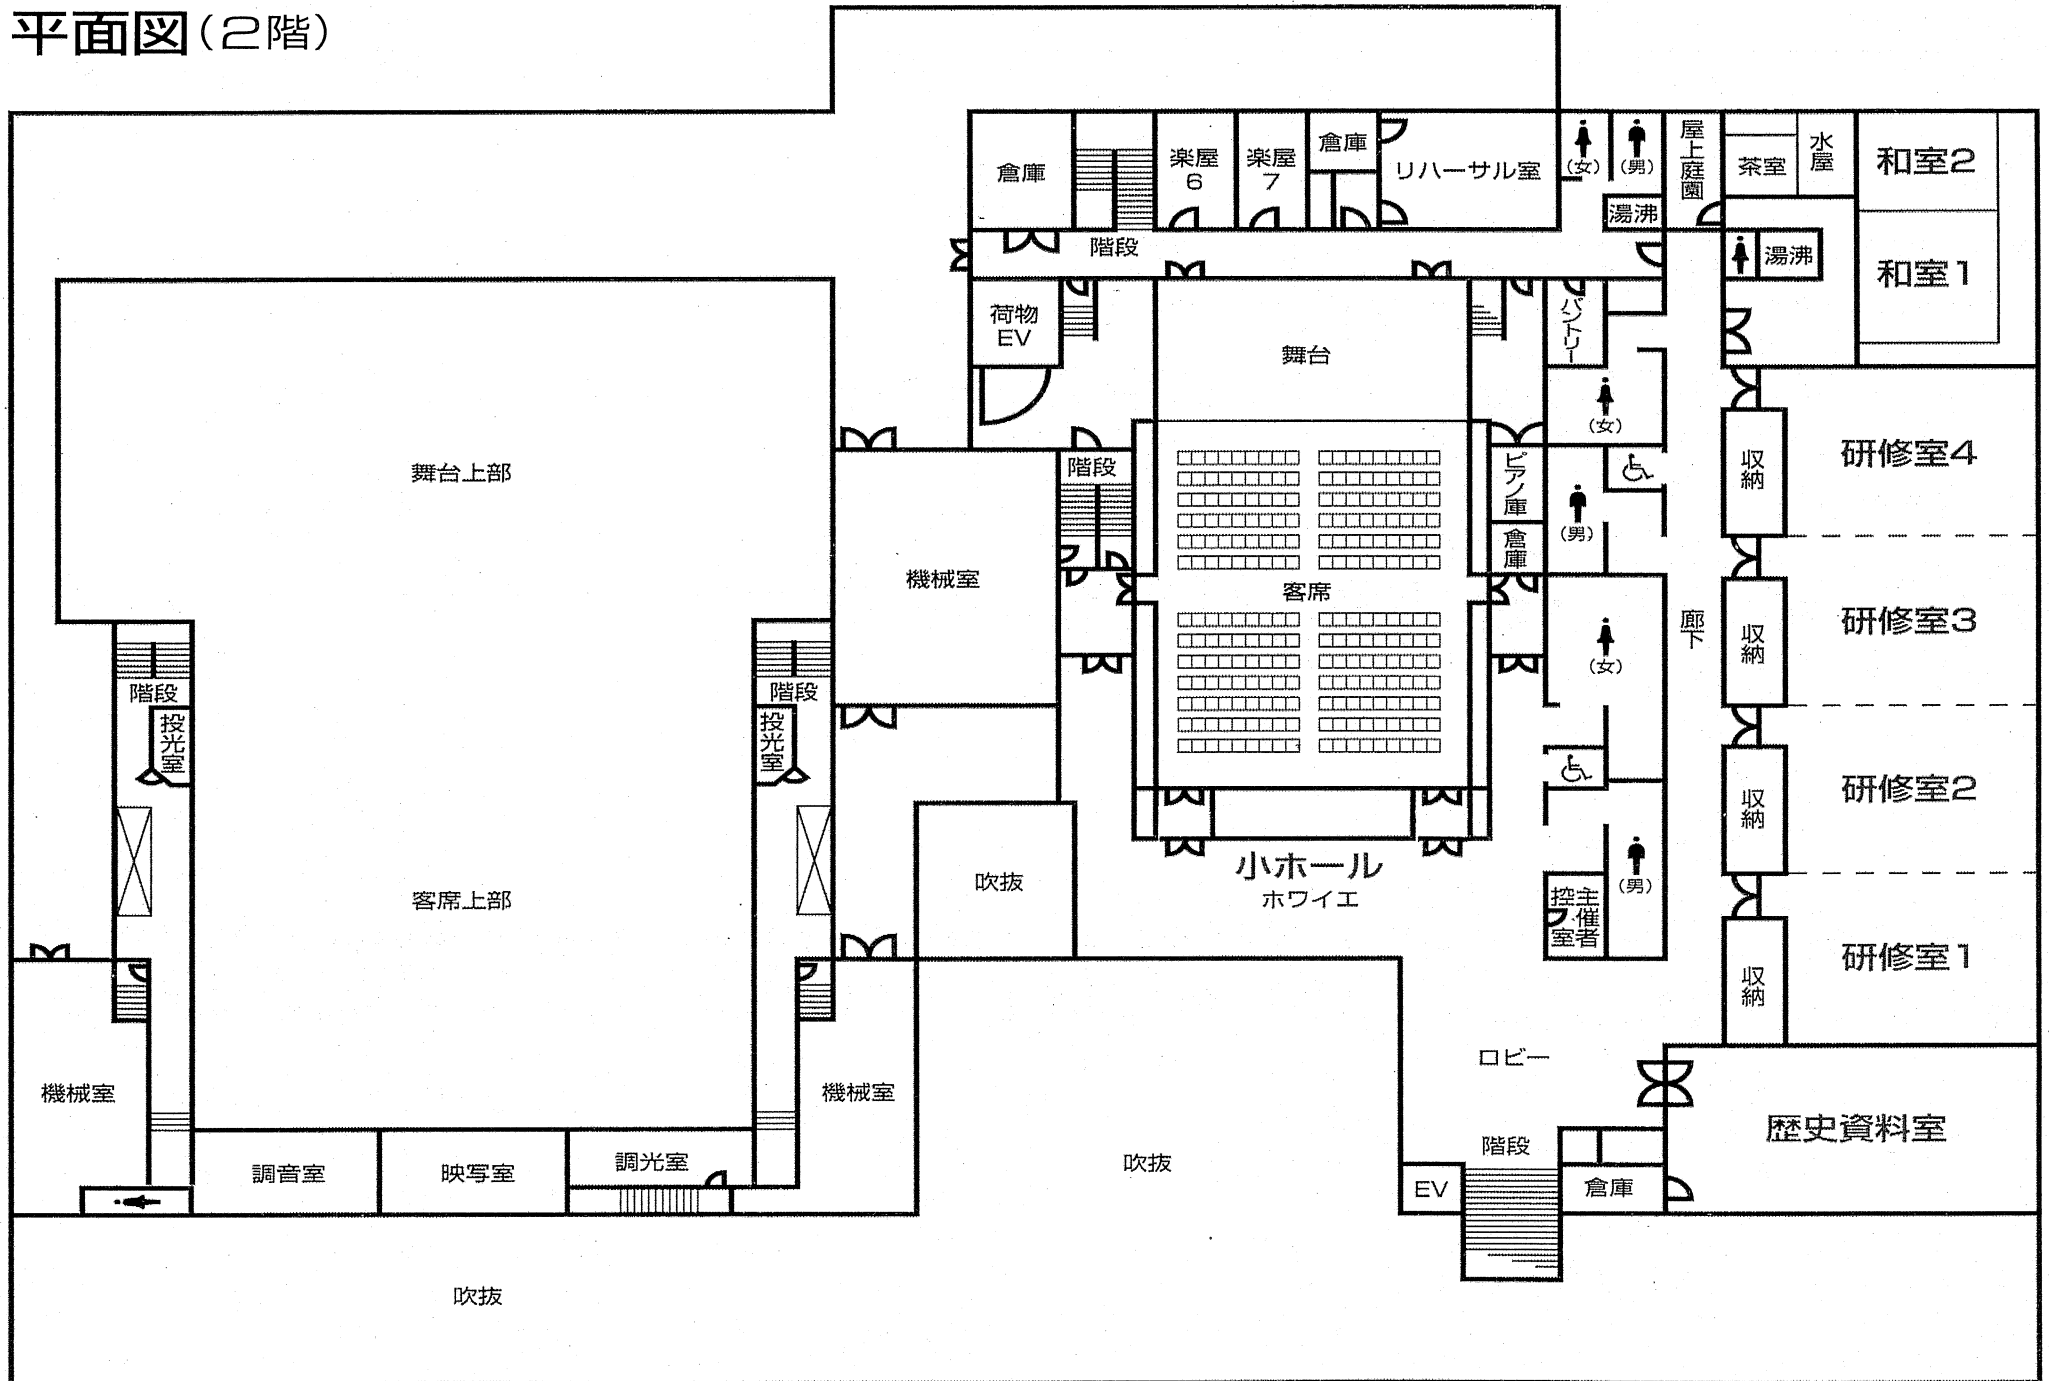 平面図(2階)
倉庫
楽屋
6
楽屋
7
倉庫
リハーサル室
(女)
(男)
湯沸
屋上庭園
茶室
水屋
和室2
階段
湯沸
和室1
荷物
EV
舞台
パントリー
(女)
舞台上部
階段
ピアノ庫
収納
研修室4
(男)
倉庫
機械室
客席
廊下
収納
研修室3
(女)
階段
投光室
階段
投光室
収納
研修室2
小ホール
ホワイエ
吹抜
(男)
主催者
控室
客席上部
収納
研修室1
ロビー
機械室
機械室
歴史資料室
階段
調音室
映写室
調光室
吹抜
EV
倉庫
吹抜